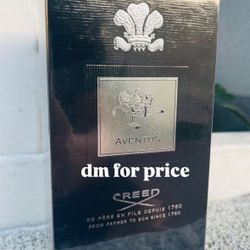 AVENTUS
dm for price
CREED
DE PÈRE EN FILS DEPUIS 1760
FROM FATHER TO SON SINCE 1760